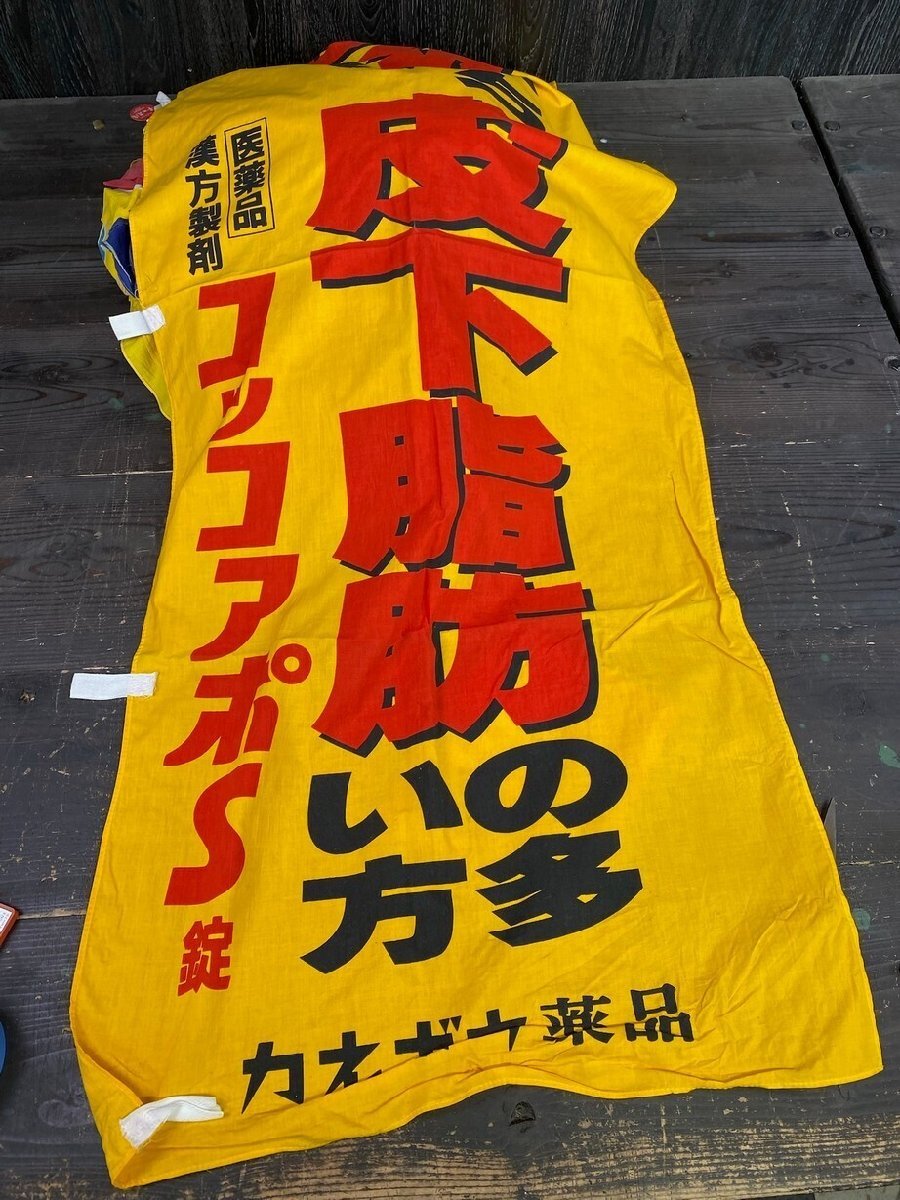 皮下脂肪
の多
い方
医薬品
漢方製剤
コッコアポS錠
カネボウ薬品